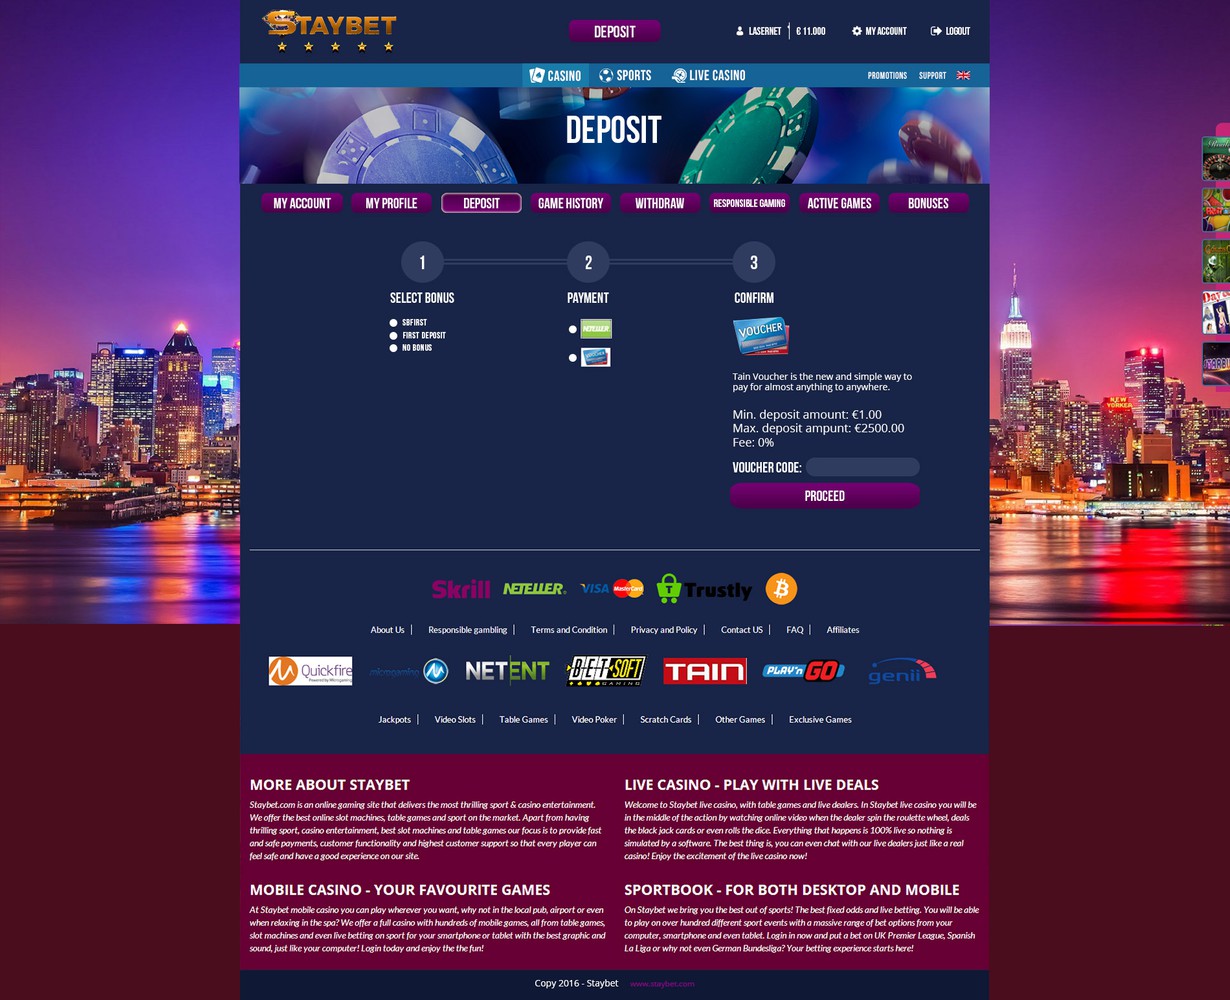 STAYBET
DEPOSIT
LASERNET
€ 11.000
MY ACCOUNT
LOGOUT
CASINO
SPORTS
LIVE CASINO
PROMOTIONS
SUPPORT
DEPOSIT
MY ACCOUNT
MY PROFILE
DEPOSIT
GAME HISTORY
WITHDRAW
RESPONSIBLE GAMING
ACTIVE GAMES
BONUSES
1
2
3
SELECT BONUS
PAYMENT
CONFIRM
SBFIRST
FIRST DEPOSIT
NO BONUS
NETELLER
VOUCHER
VOUCHER
Tain Voucher is the new and simple way to
pay for almost anything to anywhere.
Min. deposit amount: €1.00
Max. deposit ampunt: €2500.00
Fee: 0%
VOUCHER CODE:
PROCEED
NEW
YORKER
Skrill
NETELLER
VISA
MasterCard
T
Trustly
About Us
Responsible gambling
Terms and Condition
Privacy and Policy
Contact US
FAQ
Affiliates
Quickfire
Powered by Microgaming
microgaming
NETENT
BETSOFT
GAMING
TAIN
PLAY'n GO
genii
Jackpots
Video Slots
Table Games
Video Poker
Scratch Cards
Other Games
Exclusive Games
MORE ABOUT STAYBET
Staybet.com is an online gaming site that delivers the most thrilling sport & casino entertainment.
We offer the best online slot machines, table games and sport on the market. Apart from having
thrilling sport, casino entertainment, best slot machines and table games our focus is to provide fast
and safe payments, customer functionality and highest customer support so that every player can
feel safe and have a good experience on our site.
LIVE CASINO - PLAY WITH LIVE DEALS
Welcome to Staybet live casino, with table games and live dealers. In Staybet live casino you will be
in the middle of the action by watching online video when the dealer spin the roulette wheel, deals
the black jack cards or even rolls the dice. Everything that happens is 100% live so nothing is
simulated by a software. The best thing is, you can even chat with our live dealers just like a real
casino! Enjoy the excitement of the live casino now!
MOBILE CASINO - YOUR FAVOURITE GAMES
At Staybet mobile casino you can play wherever you want, why not in the local pub, airport or even
when relaxing in the spa? We offer a full casino with hundreds of mobile games, all from table games,
slot machines and even live betting on sport for your smartphone or tablet with the best graphic and
sound, just like your computer! Login today and enjoy the the fun!
SPORTBOOK - FOR BOTH DESKTOP AND MOBILE
On Staybet we bring you the best out of sports! The best fixed odds and live betting. You will be able
to play on over hundred different sport events with a massive range of bet options from your
computer, smartphone and even tablet. Login in now and put a bet on UK Premier League, Spanish
La Liga or why not even German Bundesliga? Your betting experience starts here!
Copy 2016 - Staybet
www.staybet.com